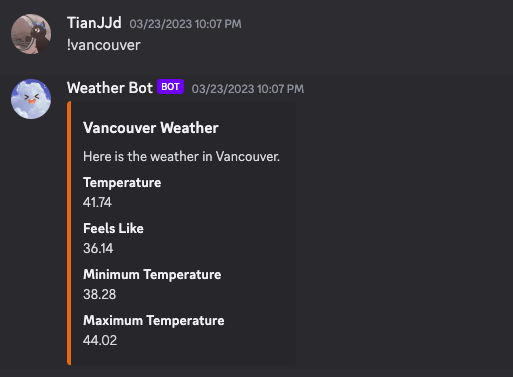 TianJJd 03/23/2023 10:07 PM
!vancouver
Weather Bot BOT 03/23/2023 10:07 PM
Vancouver Weather
Here is the weather in Vancouver.
Temperature
41.74
Feels Like
36.14
Minimum Temperature
38.28
Maximum Temperature
44.02